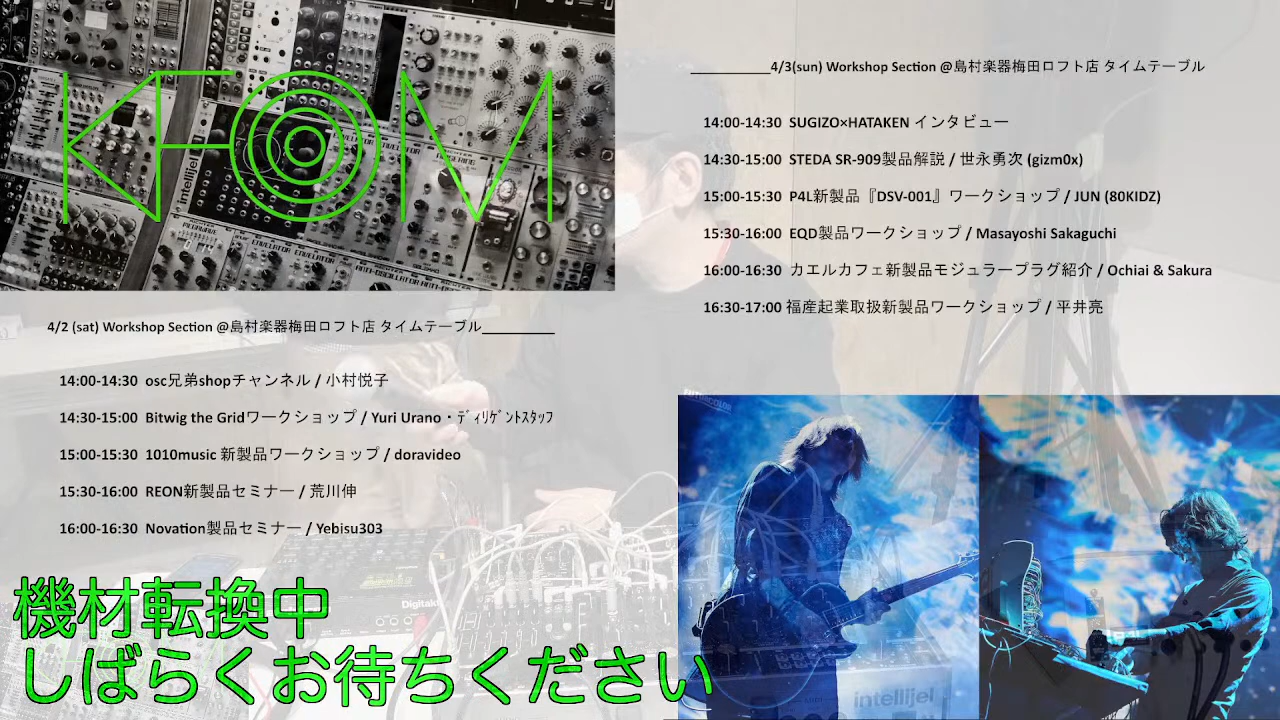 KFOM
intellijel
4/2 (sat) Workshop Section @島村楽器梅田ロフト店 タイムテーブル__________
14:00-14:30 osc兄弟shopチャンネル / 小村悦子
14:30-15:00 Bitwig the Gridワークショップ / Yuri Urano・ﾃﾞｨﾘｹﾞﾝﾄｽﾀｯﾌ
15:00-15:30 1010music 新製品ワークショップ / doravideo
15:30-16:00 REON新製品セミナー / 荒川伸
16:00-16:30 Novation製品セミナー / Yebisu303
機材転換中
しばらくお待ちください
___________4/3(sun) Workshop Section @島村楽器梅田ロフト店 タイムテーブル
14:00-14:30 SUGIZO×HATAKEN インタビュー
14:30-15:00 STEDA SR-909製品解説 / 世永勇次 (gizm0x)
15:00-15:30 P4L新製品『DSV-001』ワークショップ / JUN (80KIDZ)
15:30-16:00 EQD製品ワークショップ / Masayoshi Sakaguchi
16:00-16:30 カエルカフェ新製品モジュラープラグ紹介 / Ochiai & Sakura
16:30-17:00 福産起業取扱新製品ワークショップ / 平井亮
Digitakt
intellijel